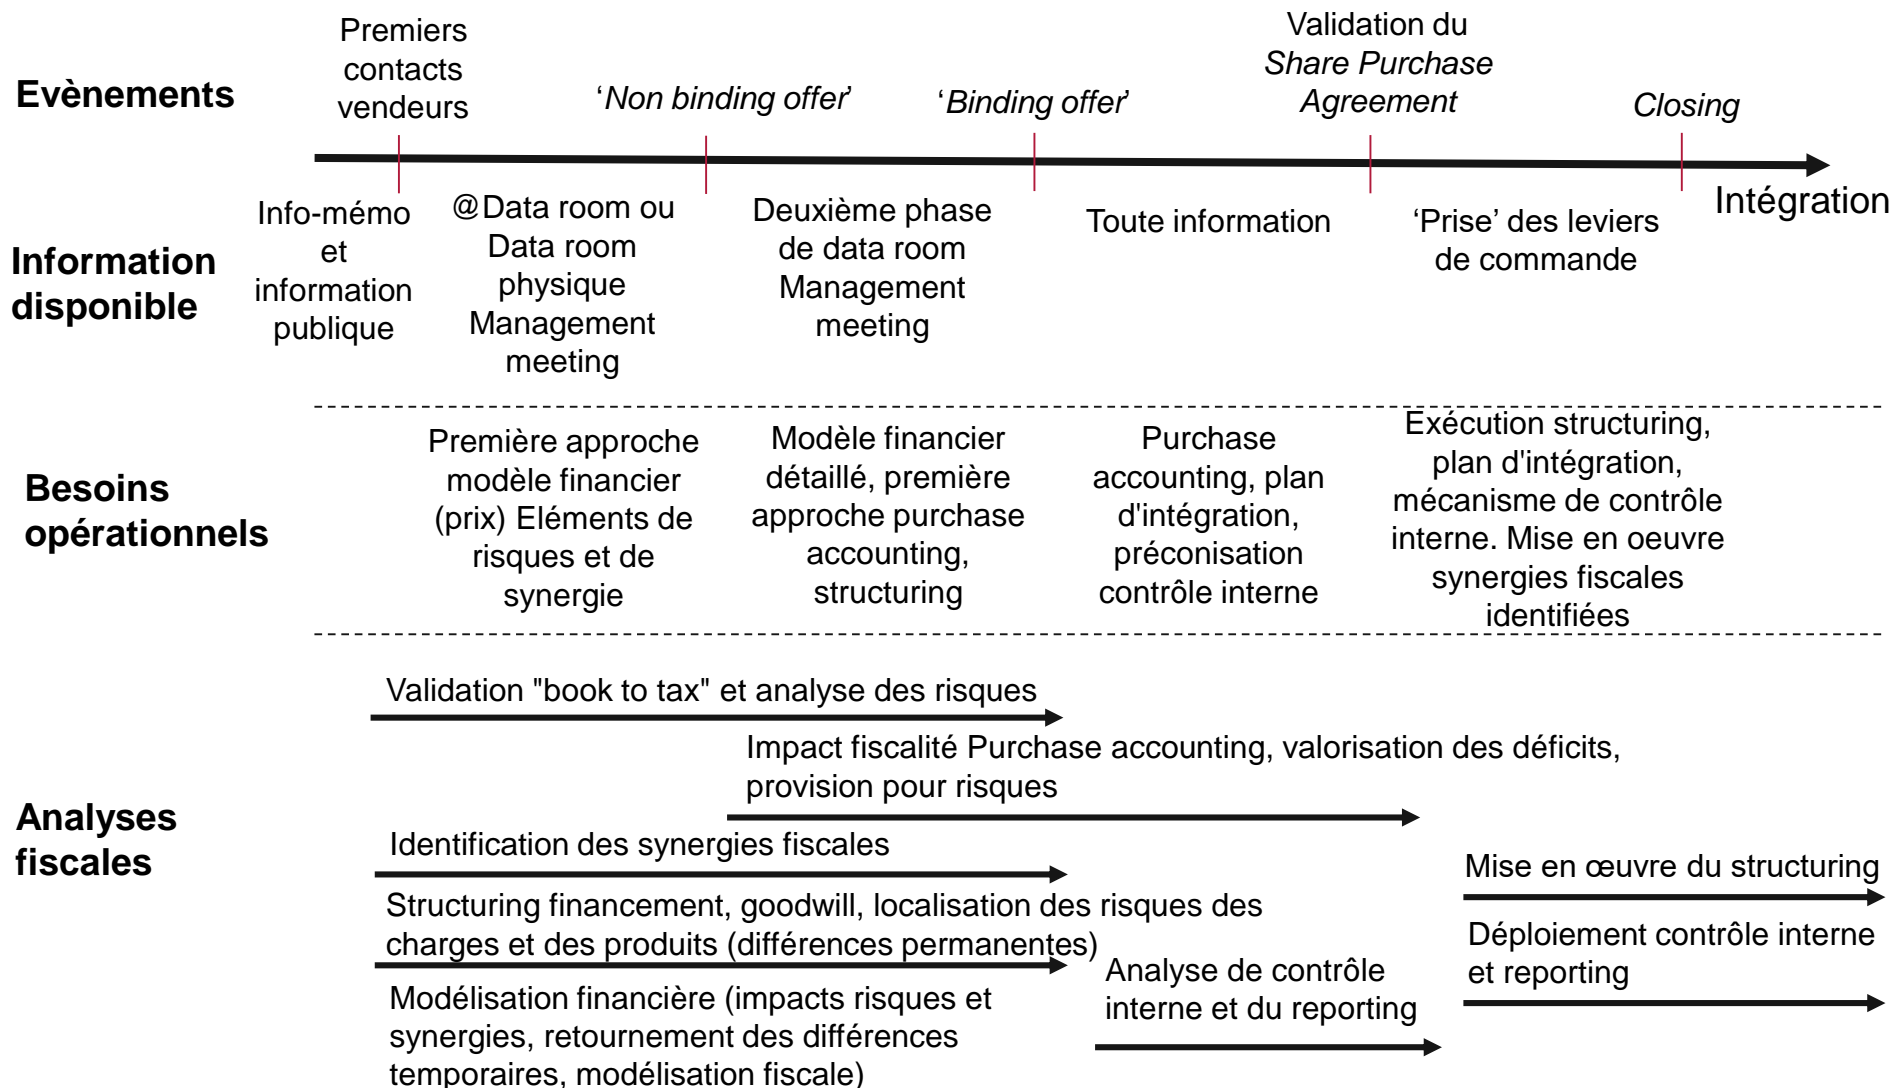 Evènements
Premiers
contacts
vendeurs
‘Non binding offer’
‘Binding offer’
Validation du
Share Purchase
Agreement
Closing
Intégration
Information
disponible
Info-mémo
et
information
publique
@Data room ou
Data room
physique
Management
meeting
Deuxième phase
de data room
Management
meeting
Toute information
‘Prise’ des leviers
de commande
Besoins
opérationnels
Première approche
modèle financier
(prix) Eléments de
risques et de
synergie
Modèle financier
détaillé, première
approche purchase
accounting,
structuring
Purchase
accounting, plan
d'intégration,
préconisation
contrôle interne
Exécution structuring,
plan d'intégration,
mécanisme de contrôle
interne. Mise en oeuvre
synergies fiscales
identifiées
Analyses
fiscales
Validation "book to tax" et analyse des risques
Impact fiscalité Purchase accounting, valorisation des déficits,
provision pour risques
Identification des synergies fiscales
Structuring financement, goodwill, localisation des risques des
charges et des produits (différences permanentes)
Modélisation financière (impacts risques et
synergies, retournement des différences
temporaires, modélisation fiscale)
Analyse de contrôle
interne et du reporting
Mise en œuvre du structuring
Déploiement contrôle interne
et reporting